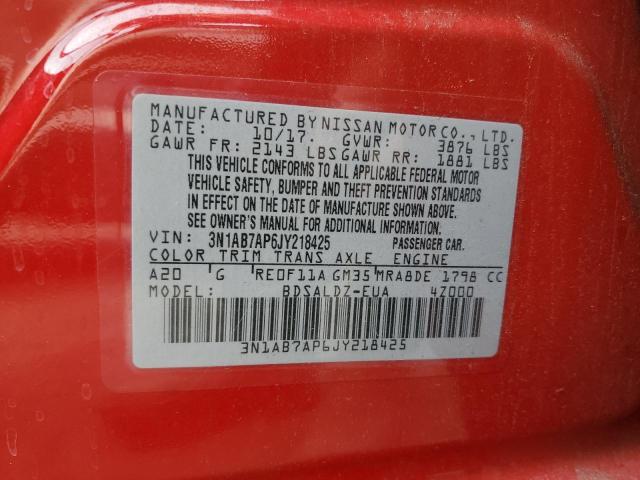 MANUFACTURED BY NISSAN MOTOR CO., LTD.
DATE: 10/17. GVWR: 3876 LBS
GAWR FR: 2143 LBS GAWR RR: 1881 LBS
THIS VEHICLE CONFORMS TO ALL APPLICABLE FEDERAL MOTOR
VEHICLE SAFETY, BUMPER AND THEFT PREVENTION STANDARDS
IN EFFECT ON THE DATE OF MANUFACTURE SHOWN ABOVE.
SEE OWNER'S MANUAL FOR ADDITIONAL INFORMATION.
VIN: 3N1AB7AP6JY218425 PASSENGER CAR.
COLOR TRIM TRANS AXLE ENGINE
A20 G RE0F11A GM35 MRA8DE 1798 CC
MODEL: BDSALDZ-EUA 4Z000
3N1AB7AP6JY218425